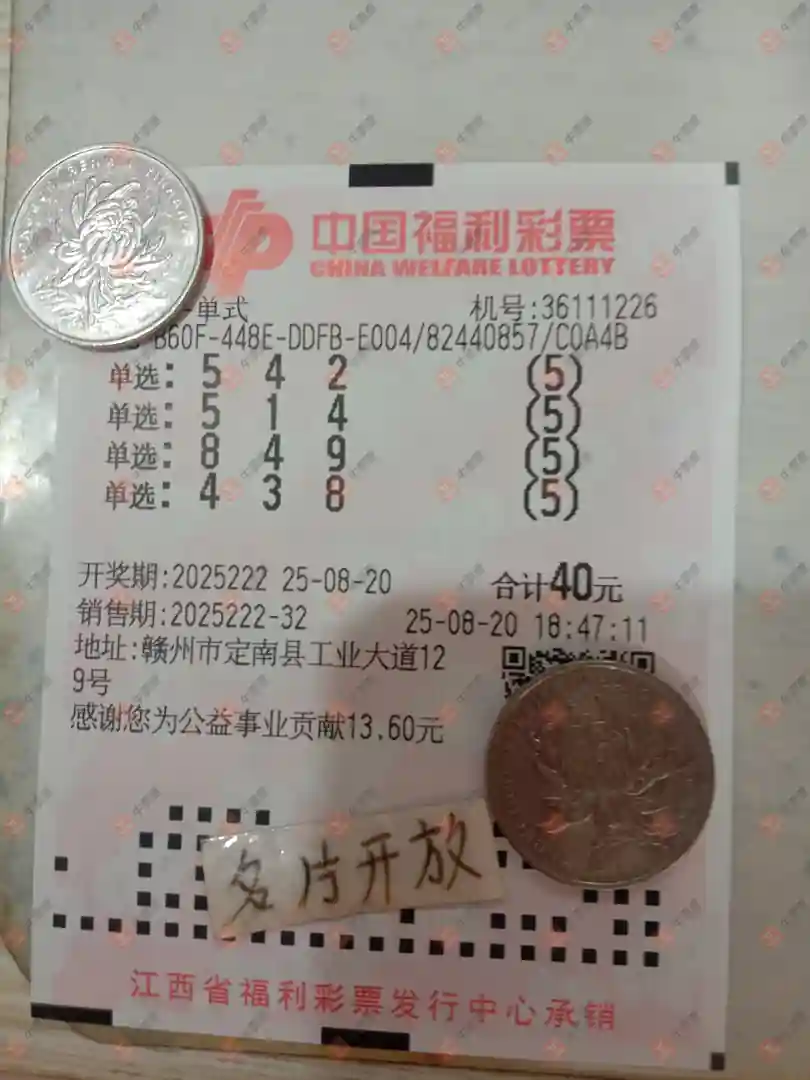 中国福利彩票
CHINA WELFARE LOTTERY
-单式 机号:36111226
B60F-448E-DDFB-E004/82440857/C0A4B
单选: 5 4 2 (5)
单选: 5 1 4 (5)
单选: 8 4 9 (5)
单选: 4 3 8 (5)
开奖期:2025222 25-08-20 合计40元
销售期:2025222-32 25-08-20 18:47:11
地址:赣州市定南县工业大道12
9号
感谢您为公益事业贡献13.60元
名片开放
江西省福利彩票发行中心承销